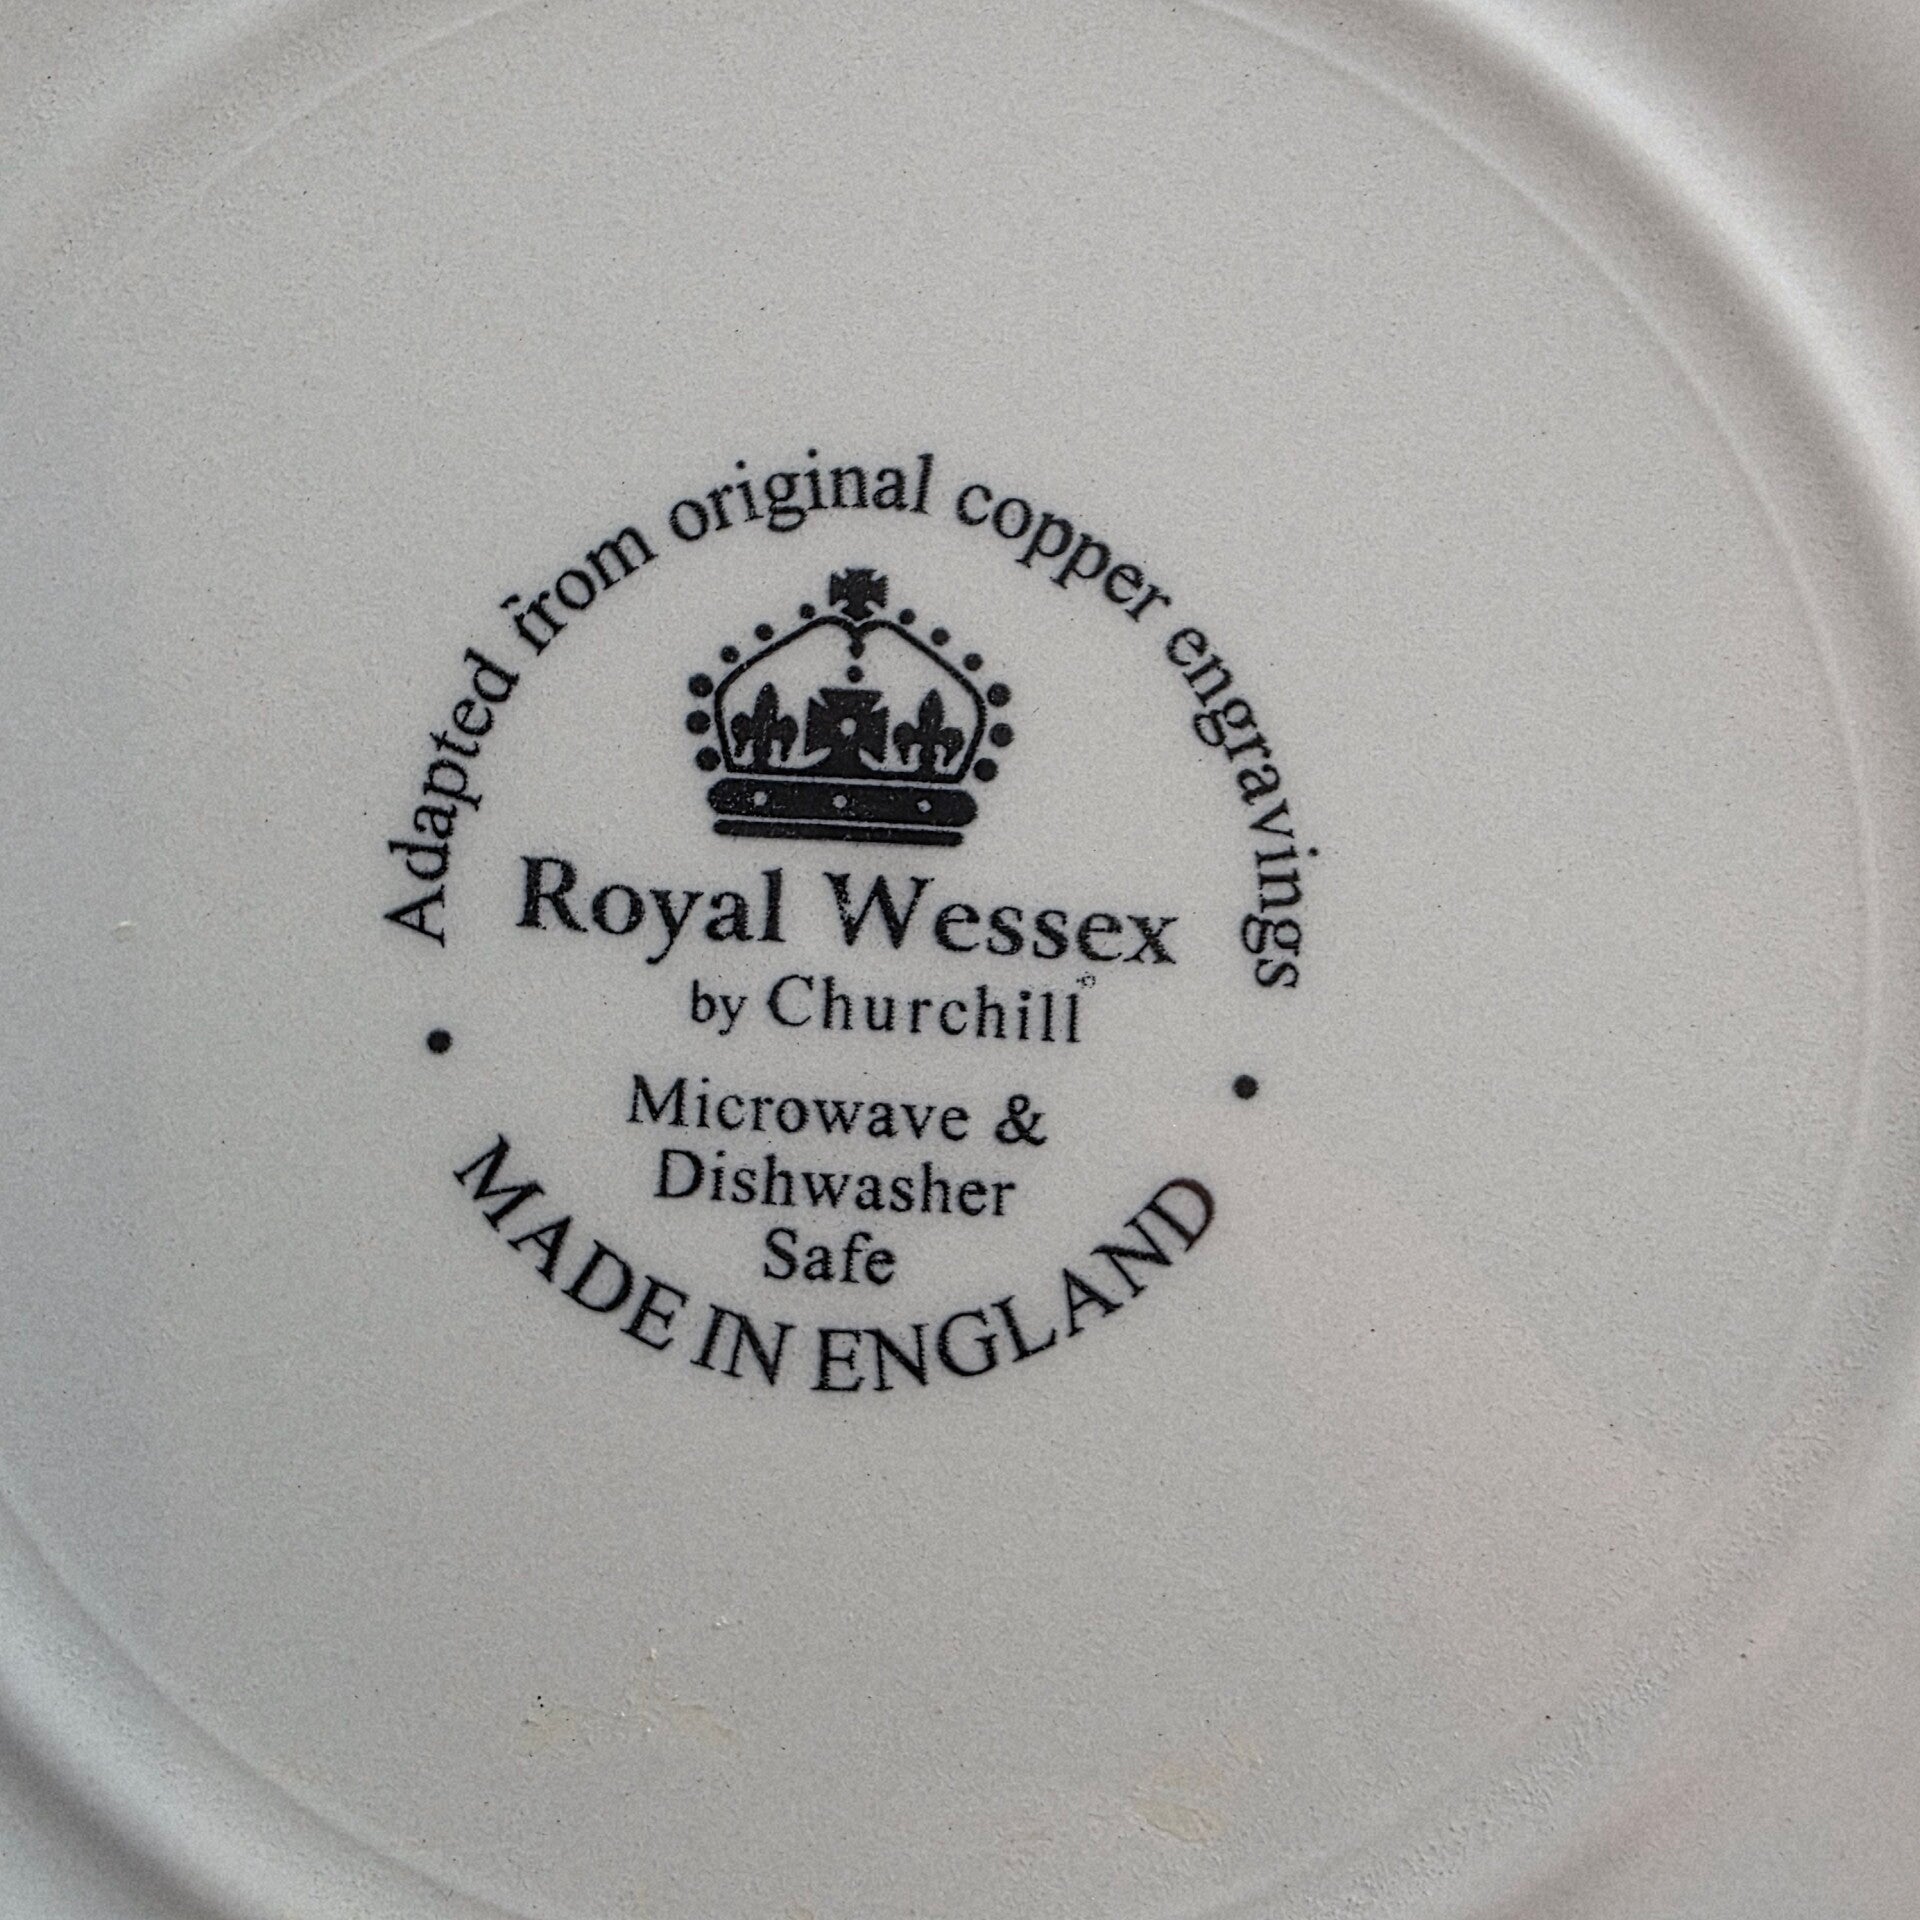 Adapted from original copper engravings
Royal Wessex
by Churchill
Microwave &
Dishwasher
Safe
• MADE IN ENGLAND •